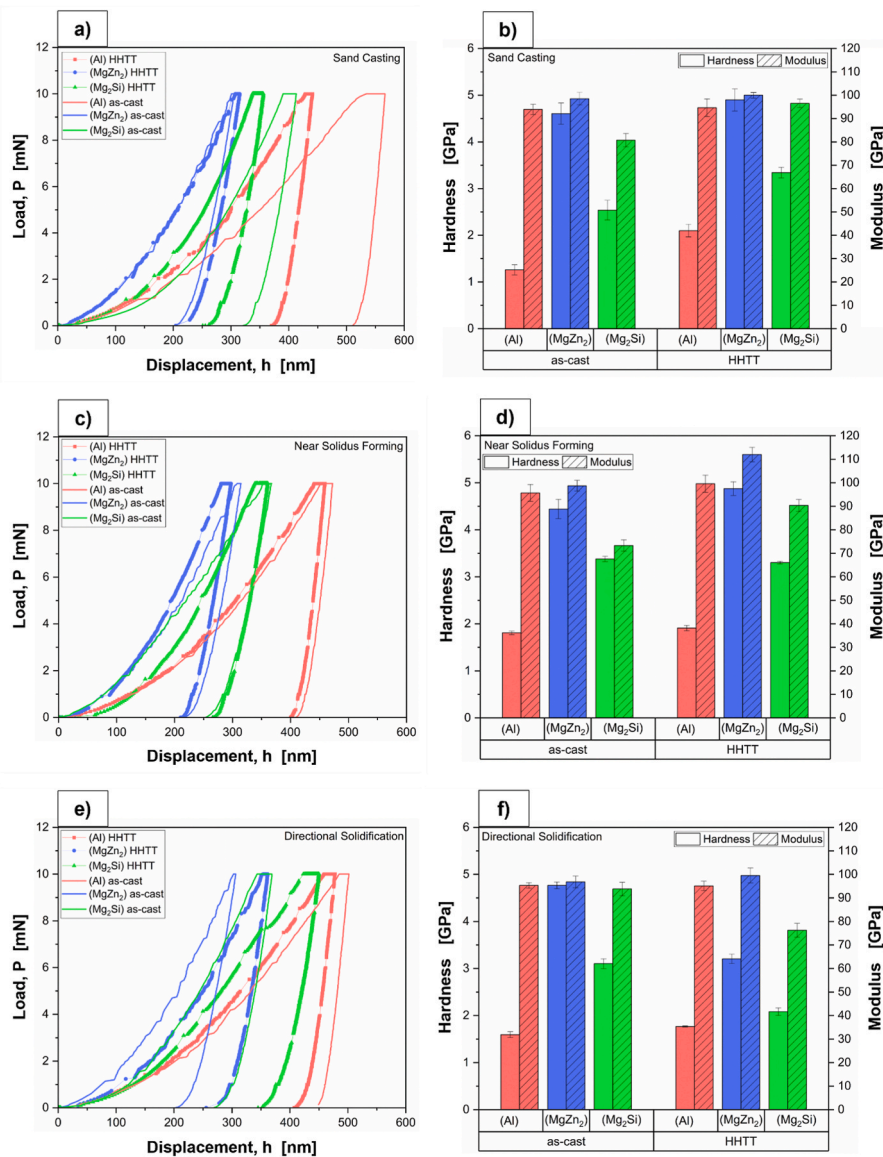 a)
Sand Casting
(Al) HHTT
(MgZn₂) HHTT
(Mg₂Si) HHTT
(Al) as-cast
(MgZn₂) as-cast
(Mg₂Si) as-cast
12
10
8
6
4
2
0
Load, P [mN]
0 100 200 300 400 500 600
Displacement, h [nm]
b)
Sand Casting
Hardness Modulus
6
5
4
3
2
1
0
Hardness [GPa]
120
110
100
90
80
70
60
50
40
30
20
10
0
Modulus [GPa]
(Al) (MgZn₂) (Mg₂Si) (Al) (MgZn₂) (Mg₂Si)
as-cast HHTT
c)
Near Solidus Forming
(Al) HHTT
(MgZn₂) HHTT
(Mg₂Si) HHTT
(Al) as-cast
(MgZn₂) as-cast
(Mg₂Si) as-cast
12
10
8
6
4
2
0
Load, P [mN]
0 100 200 300 400 500 600
Displacement, h [nm]
d)
Near Solidus Forming
Hardness Modulus
6
5
4
3
2
1
0
Hardness [GPa]
120
110
100
90
80
70
60
50
40
30
20
10
0
Modulus [GPa]
(Al) (MgZn₂) (Mg₂Si) (Al) (MgZn₂) (Mg₂Si)
as-cast HHTT
e)
Directional Solidification
(Al) HHTT
(MgZn₂) HHTT
(Mg₂Si) HHTT
(Al) as-cast
(MgZn₂) as-cast
(Mg₂Si) as-cast
12
10
8
6
4
2
0
Load, P [mN]
0 100 200 300 400 500 600
Displacement, h [nm]
f)
Directional Solidification
Hardness Modulus
6
5
4
3
2
1
0
Hardness [GPa]
120
110
100
90
80
70
60
50
40
30
20
10
0
Modulus [GPa]
(Al) (MgZn₂) (Mg₂Si) (Al) (MgZn₂) (Mg₂Si)
as-cast HHTT